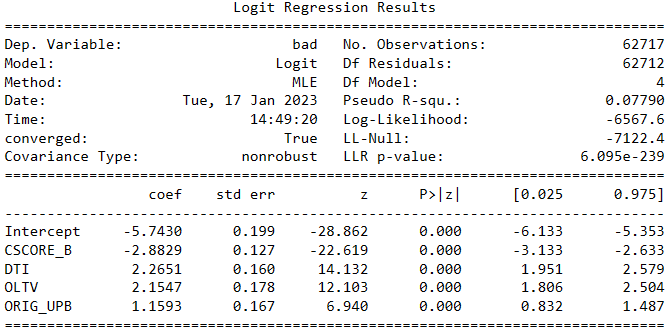 Logit Regression Results
==============================================================================
Dep. Variable:                    bad   No. Observations:                62717
Model:                          Logit   Df Residuals:                    62712
Method:                           MLE   Df Model:                            4
Date:                Tue, 17 Jan 2023   Pseudo R-squ.:                 0.07790
Time:                        14:49:20   Log-Likelihood:                -6567.6
converged:                       True   LL-Null:                       -7122.4
Covariance Type:            nonrobust   LLR p-value:                6.095e-239
==============================================================================
                 coef    std err          z      P>|z|      [0.025      0.975]
------------------------------------------------------------------------------
Intercept     -5.7430      0.199    -28.862      0.000      -6.133      -5.353
CSCORE_B      -2.8829      0.127    -22.619      0.000      -3.133      -2.633
DTI            2.2651      0.160     14.132      0.000       1.951       2.579
OLTV           2.1547      0.178     12.103      0.000       1.806       2.504
ORIG_UPB       1.1593      0.167      6.940      0.000       0.832       1.487
==============================================================================